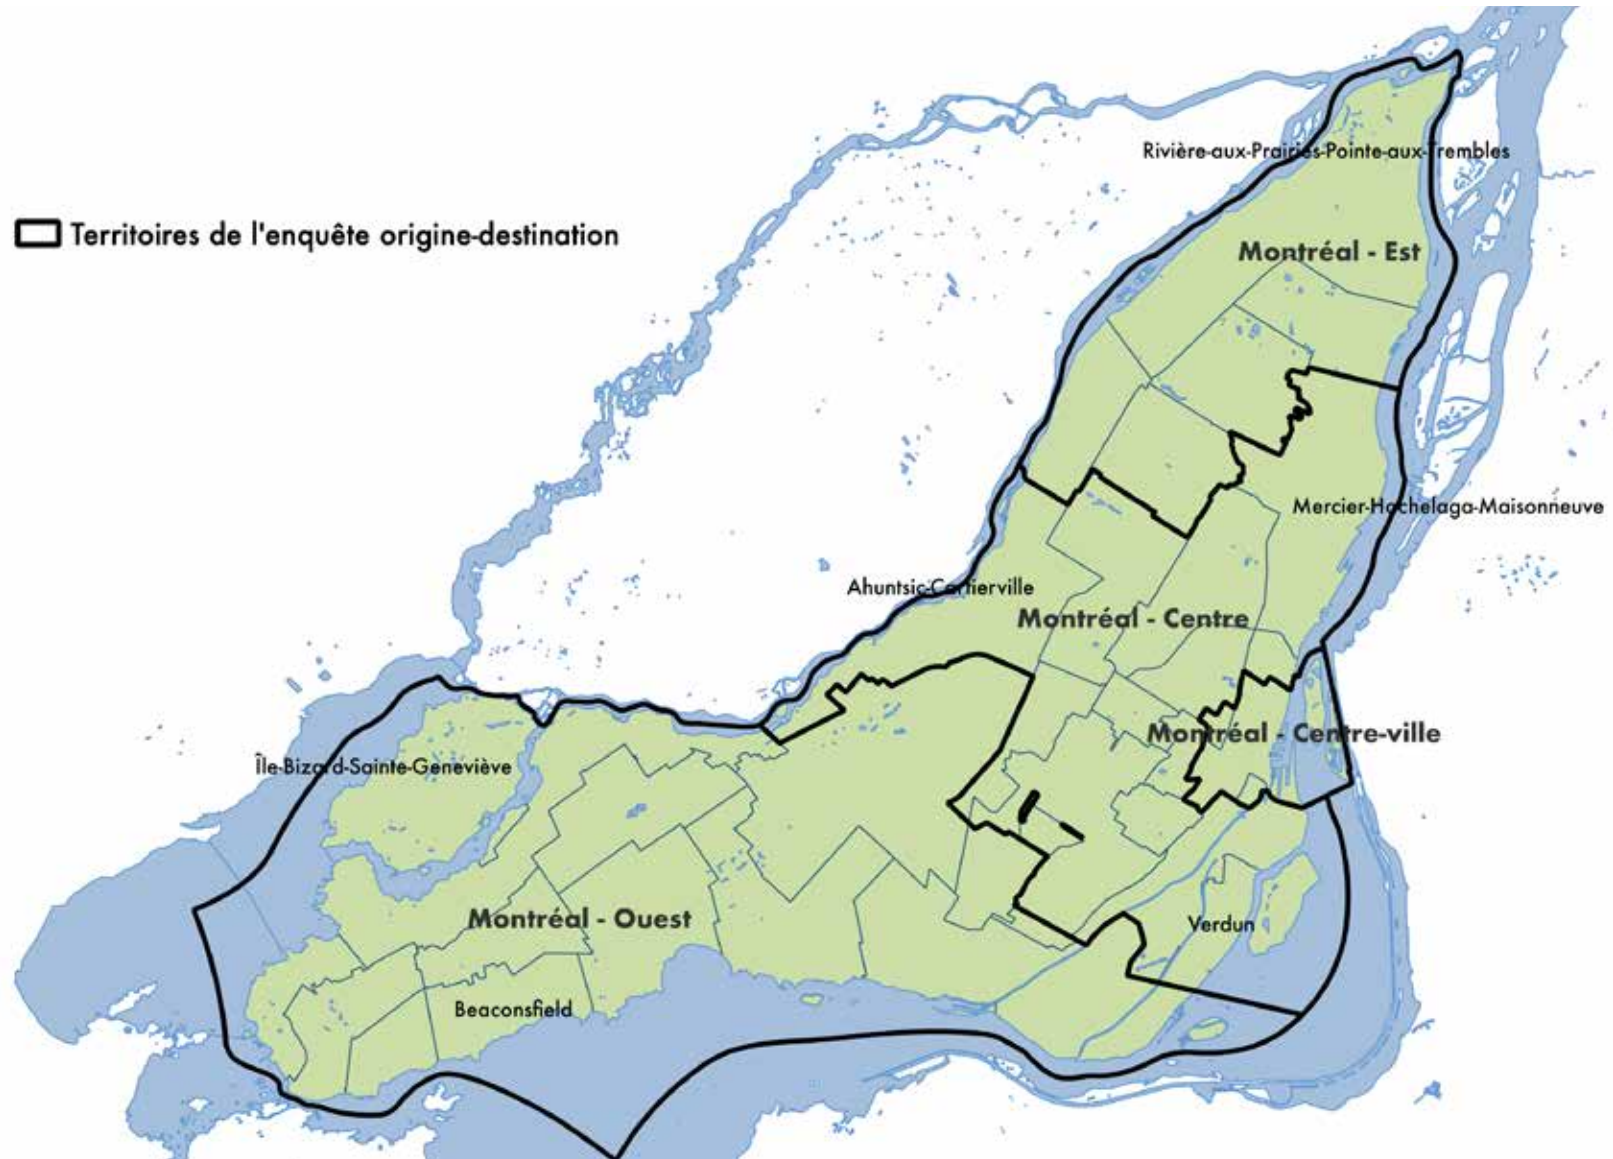 Rivière-aux-Prairies-Pointe-aux-Trembles
Territoires de l'enquête origine-destination
Montréal - Est
Mercier-Hochelaga-Maisonneuve
Ahuntsic-Cartierville
Montréal - Centre
Montréal - Centre-ville
Île-Bizard-Sainte-Geneviève
Montréal - Ouest
Verdun
Beaconsfield